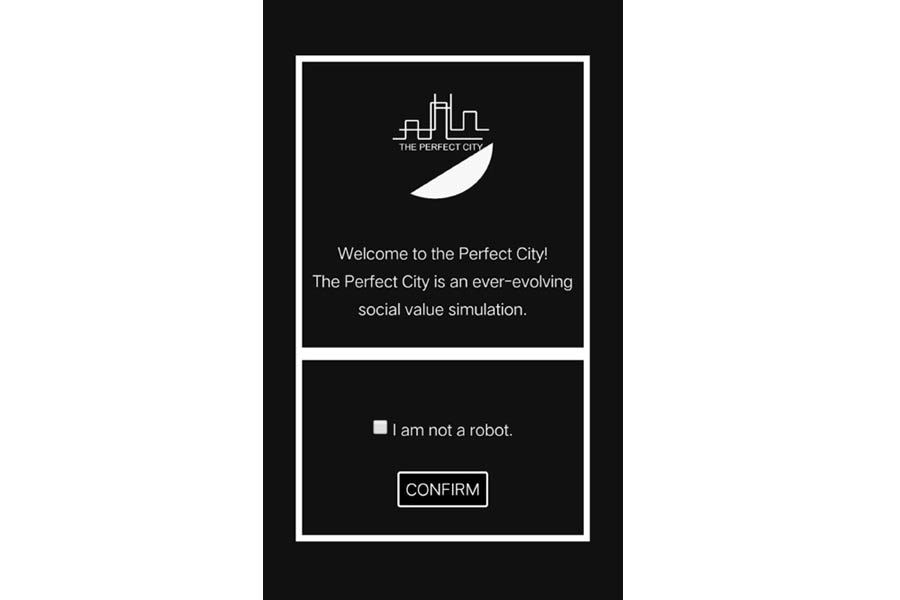 THE PERFECT CITY
Welcome to the Perfect City!
The Perfect City is an ever-evolving
social value simulation.
I am not a robot.
CONFIRM